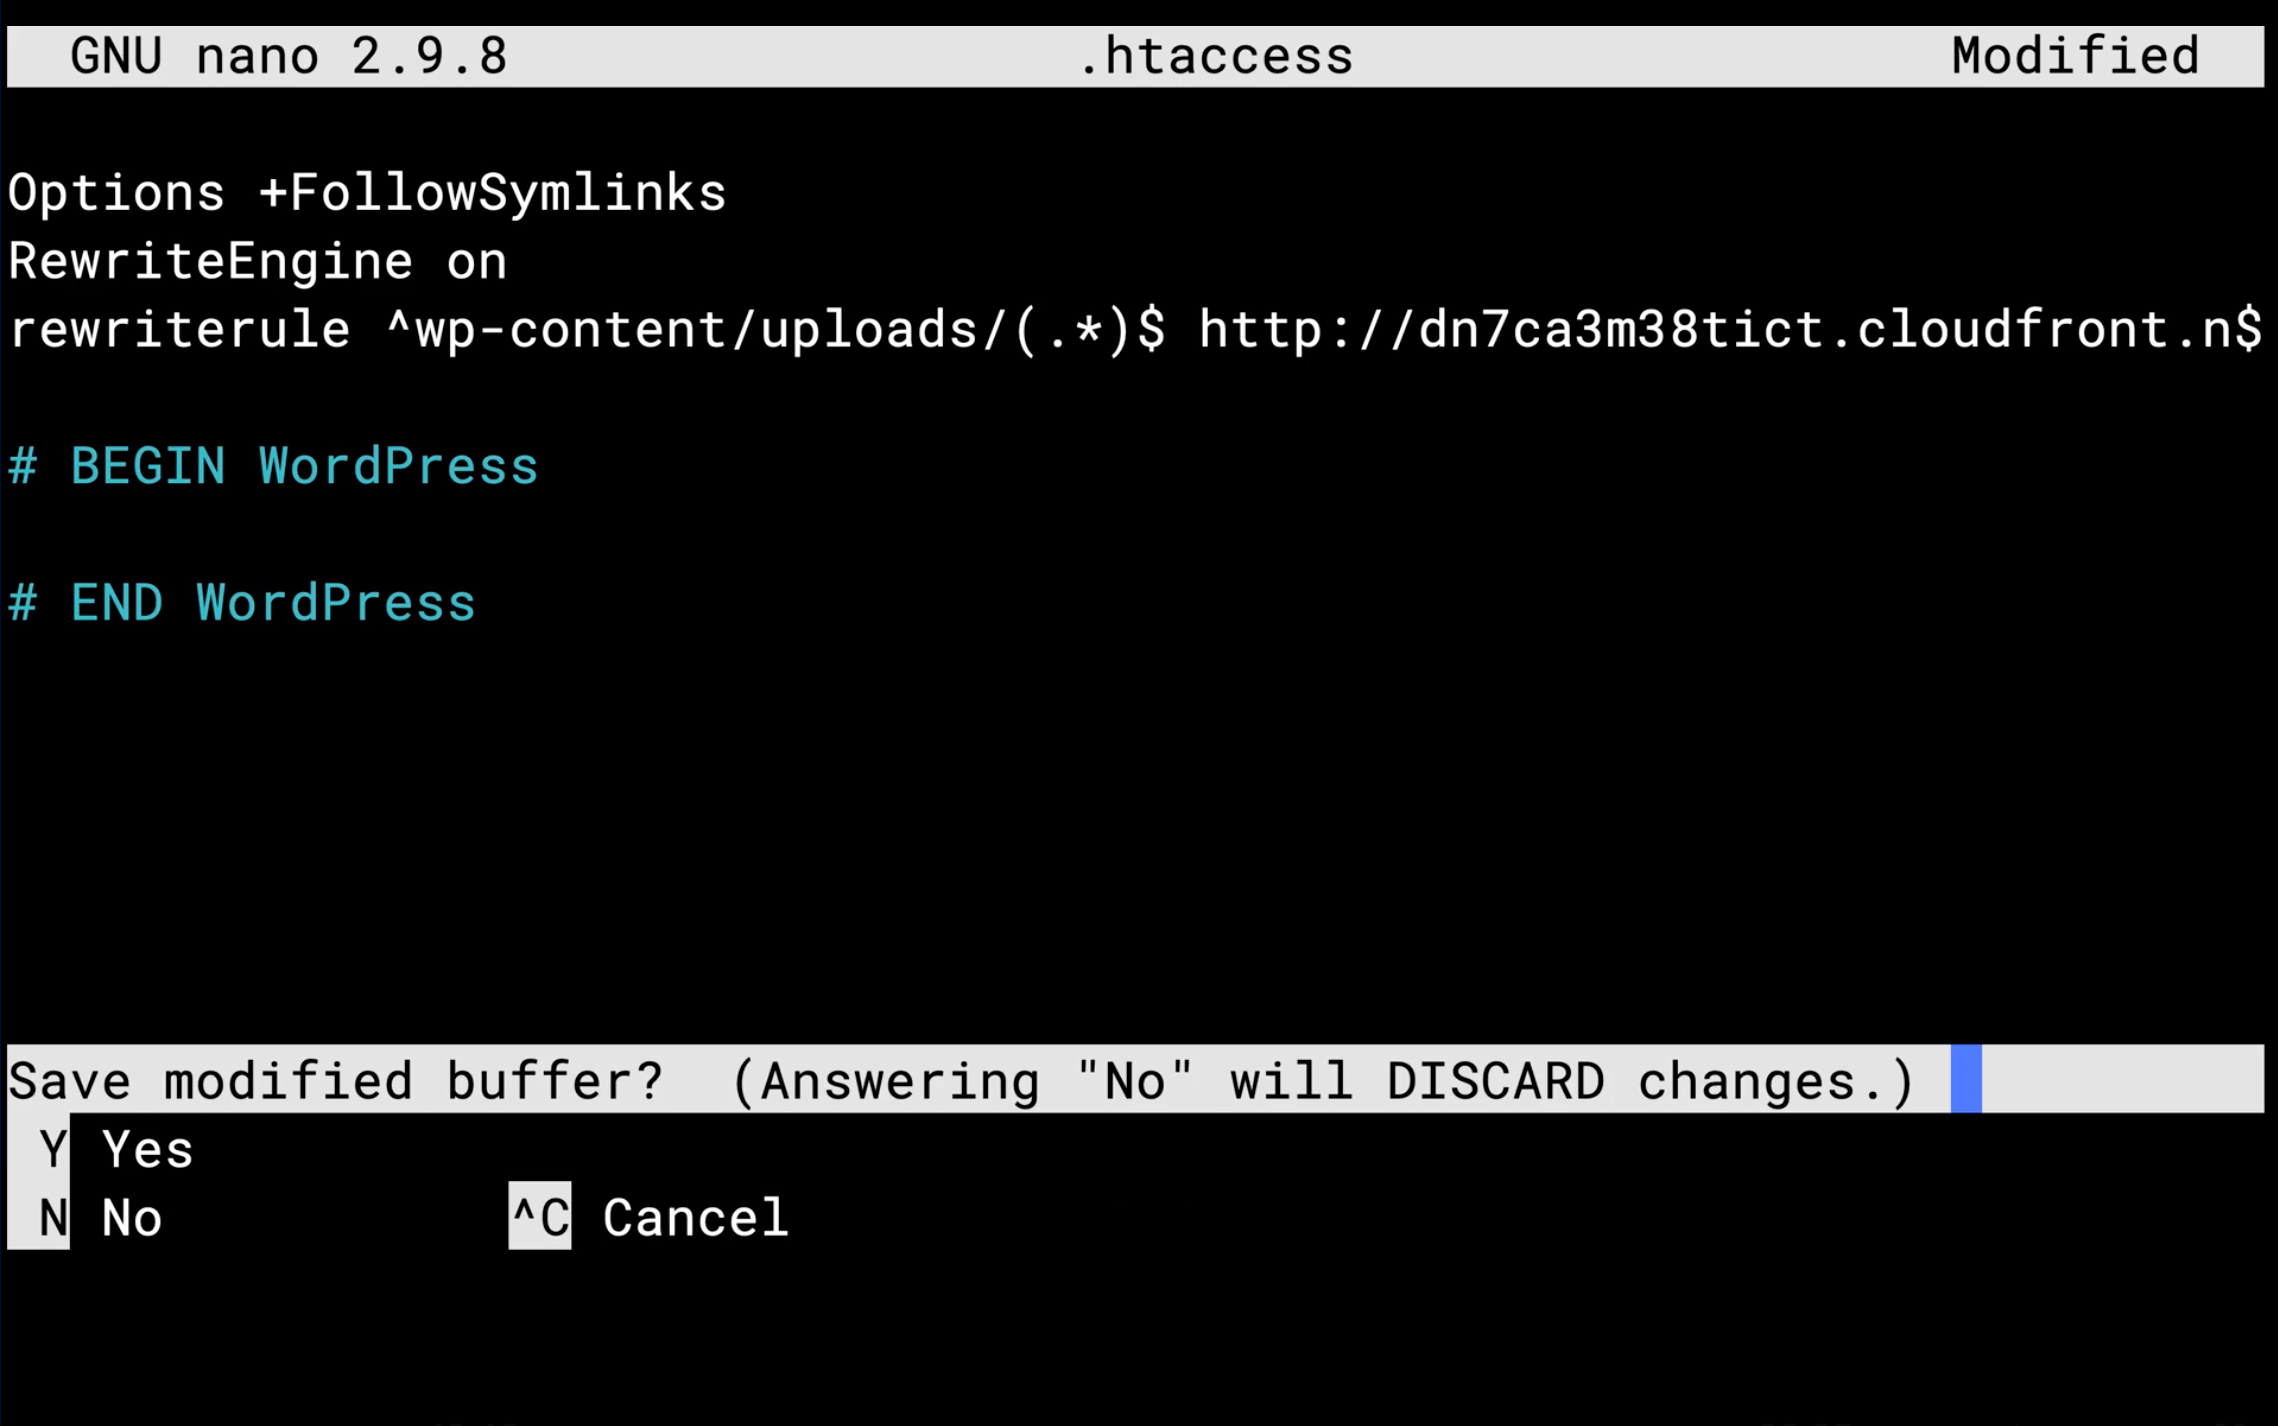 GNU nano 2.9.8 .htaccess Modified
Options +FollowSymlinks
RewriteEngine on
rewriterule ^wp-content/uploads/(.*)$ http://dn7ca3m38tict.cloudfront.n$
# BEGIN WordPress
# END WordPress
Save modified buffer?  (Answering "No" will DISCARD changes.)
Y Yes
N No ^C Cancel